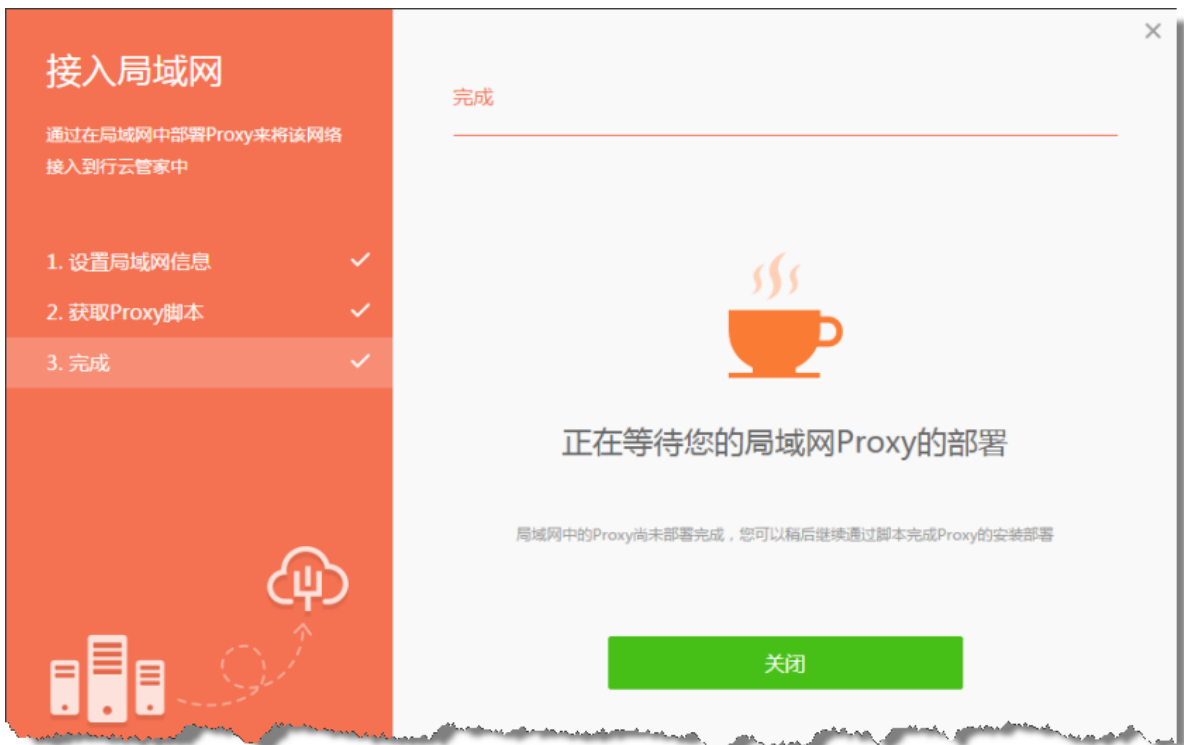 接入局域网
通过在局域网中部署Proxy来将该网络
接入到行云管家中
1. 设置局域网信息
2. 获取Proxy脚本
3. 完成
完成
正在等待您的局域网Proxy的部署
局域网中的Proxy尚未部署完成，您可以稍后继续通过脚本完成Proxy的安装部署
关闭